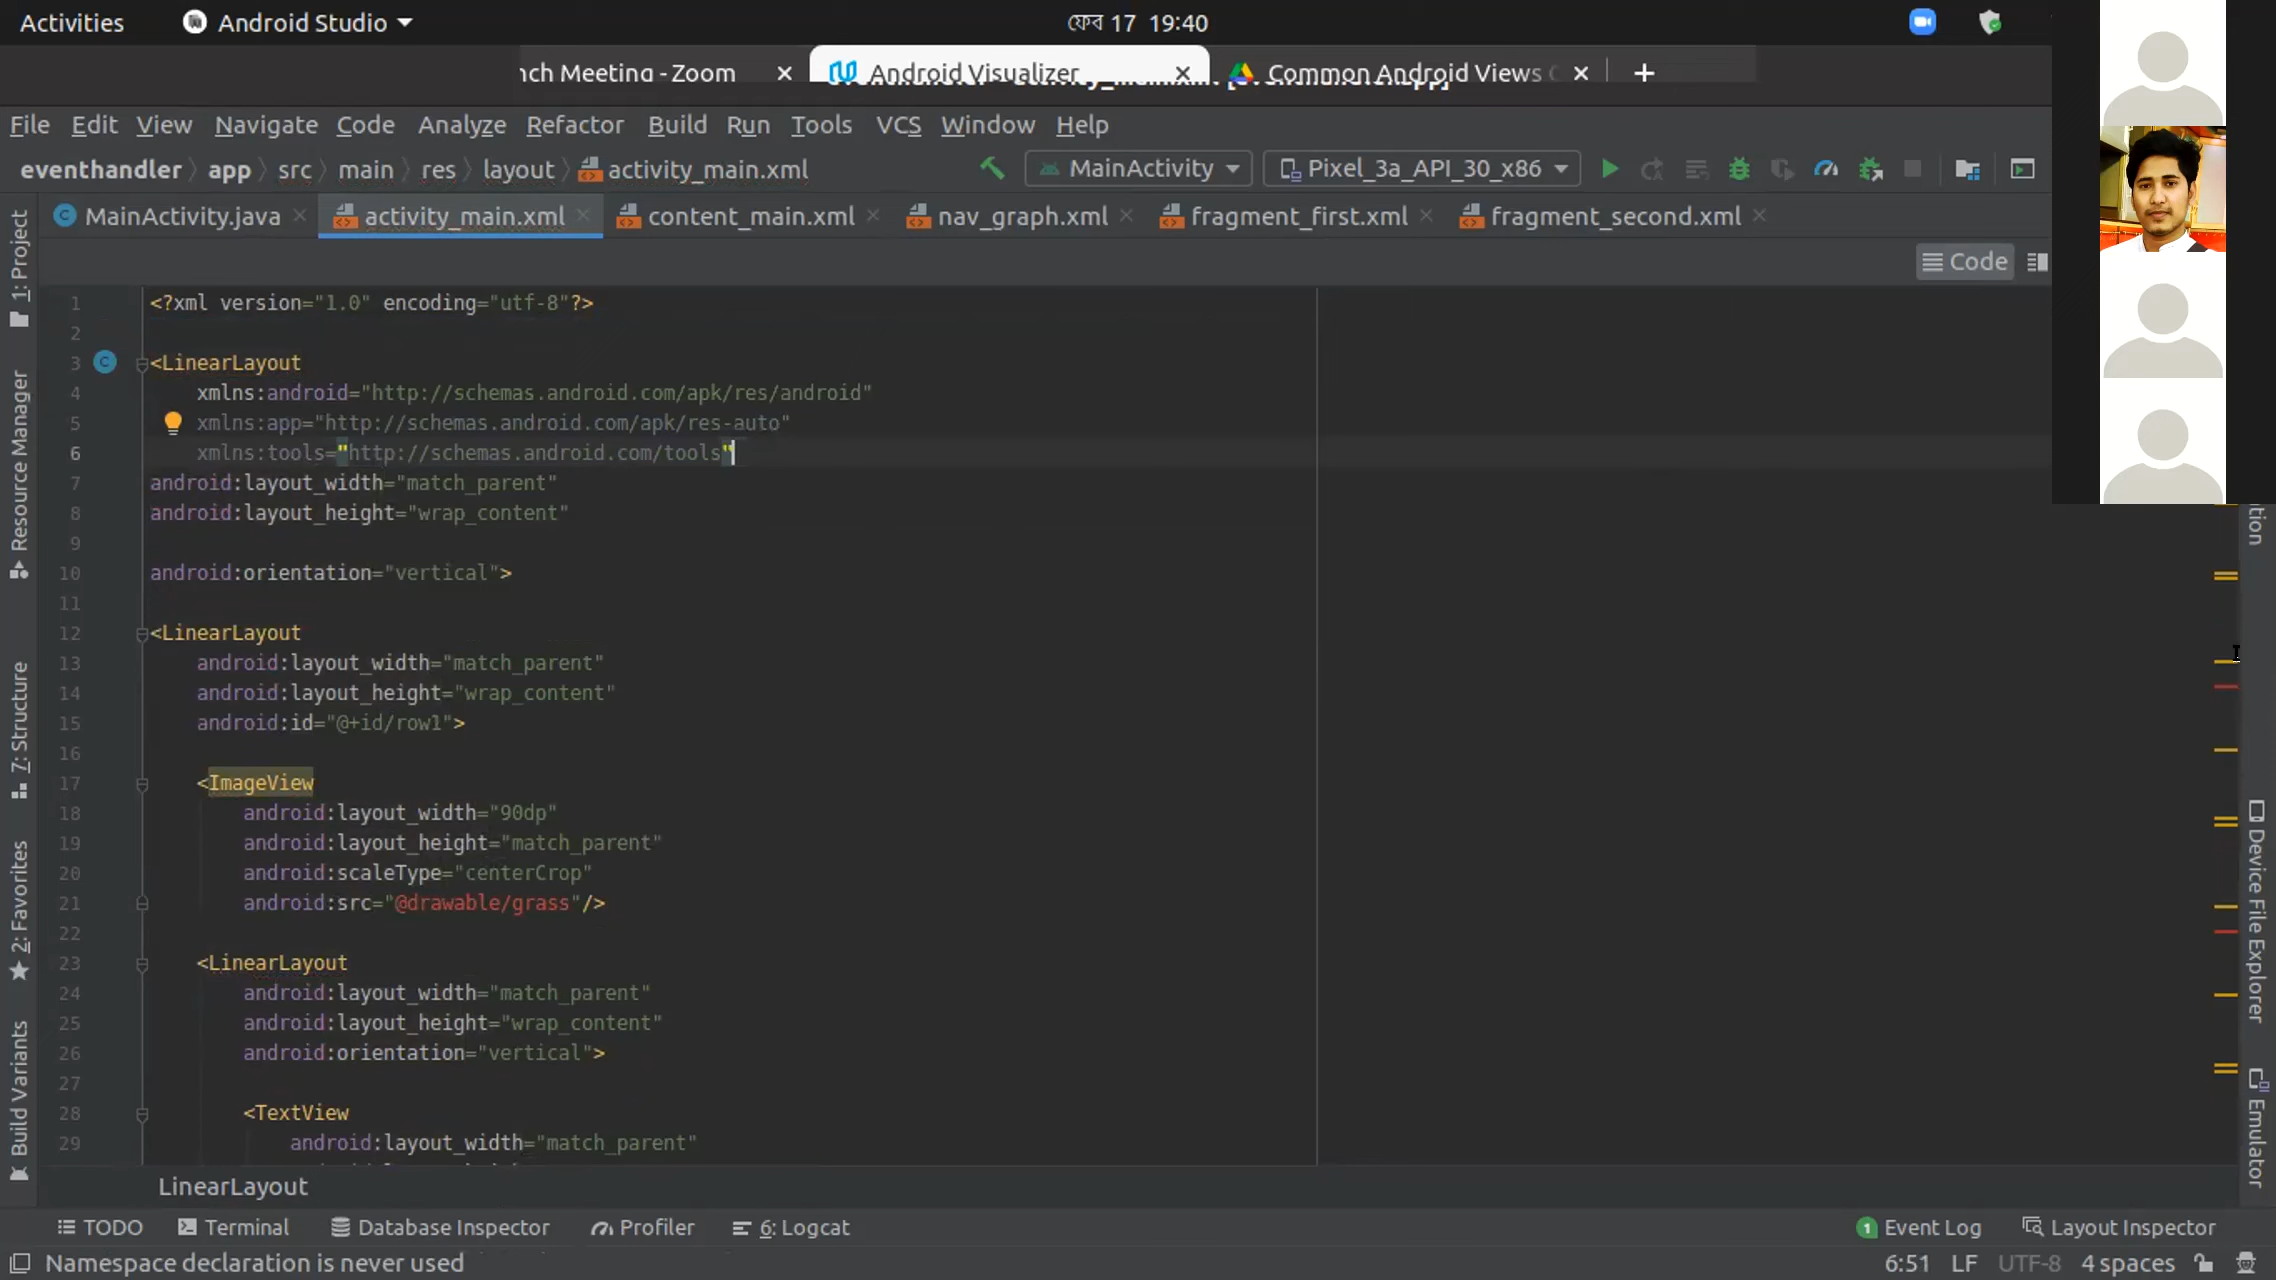 Activities Android Studio ফেব 17 19:40
nch Meeting - Zoom Android Visualizer Common Android Views
File Edit View Navigate Code Analyze Refactor Build Run Tools VCS Window Help
eventhandler app src main res layout activity_main.xml MainActivity Pixel_3a_API_30_x86
MainActivity.java activity_main.xml content_main.xml nav_graph.xml fragment_first.xml fragment_second.xml
Code
1 <?xml version="1.0" encoding="utf-8"?>
2
3 <LinearLayout
4 xmlns:android="http://schemas.android.com/apk/res/android"
5 xmlns:app="http://schemas.android.com/apk/res-auto"
6 xmlns:tools="http://schemas.android.com/tools"
7 android:layout_width="match_parent"
8 android:layout_height="wrap_content"
9
10 android:orientation="vertical">
11
12 <LinearLayout
13 android:layout_width="match_parent"
14 android:layout_height="wrap_content"
15 android:id="@+id/row1">
16
17 <ImageView
18 android:layout_width="90dp"
19 android:layout_height="match_parent"
20 android:scaleType="centerCrop"
21 android:src="@drawable/grass"/>
22
23 <LinearLayout
24 android:layout_width="match_parent"
25 android:layout_height="wrap_content"
26 android:orientation="vertical">
27
28 <TextView
29 android:layout_width="match_parent"
1: Project
Resource Manager
7: Structure
2: Favorites
Build Variants
Device File Explorer
Emulator
LinearLayout
TODO Terminal Database Inspector Profiler 6: Logcat 1 Event Log Layout Inspector
Namespace declaration is never used 6:51 LF UTF-8 4 spaces